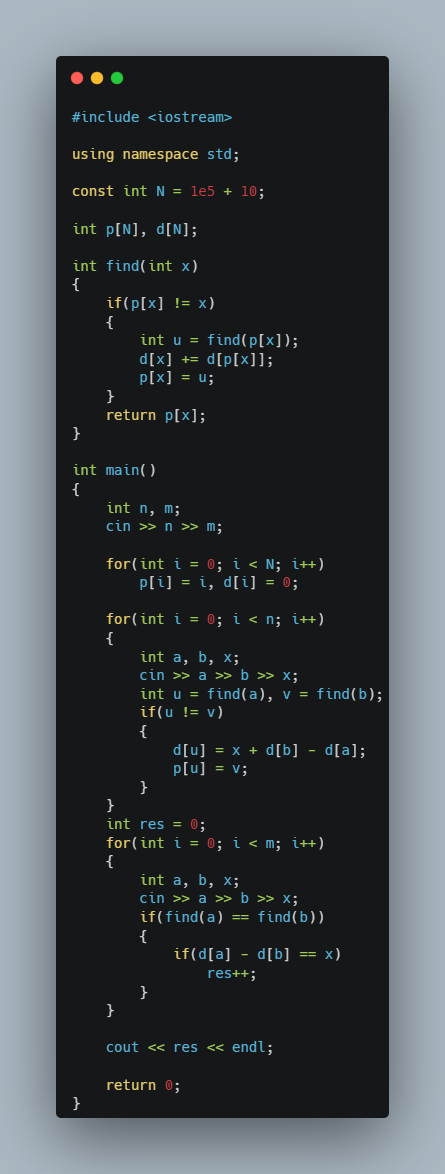 #include <iostream>
using namespace std;
const int N = 1e5 + 10;
int p[N], d[N];
int find(int x)
{
    if(p[x] != x)
    {
        int u = find(p[x]);
        d[x] += d[p[x]];
        p[x] = u;
    }
    return p[x];
}
int main()
{
    int n, m;
    cin >> n >> m;
    for(int i = 0; i < N; i++)
        p[i] = i, d[i] = 0;
    for(int i = 0; i < n; i++)
    {
        int a, b, x;
        cin >> a >> b >> x;
        int u = find(a), v = find(b);
        if(u != v)
        {
            d[u] = x + d[b] - d[a];
            p[u] = v;
        }
    }
    int res = 0;
    for(int i = 0; i < m; i++)
    {
        int a, b, x;
        cin >> a >> b >> x;
        if(find(a) == find(b))
        {
            if(d[a] - d[b] == x)
                res++;
        }
    }
    cout << res << endl;
    return 0;
}